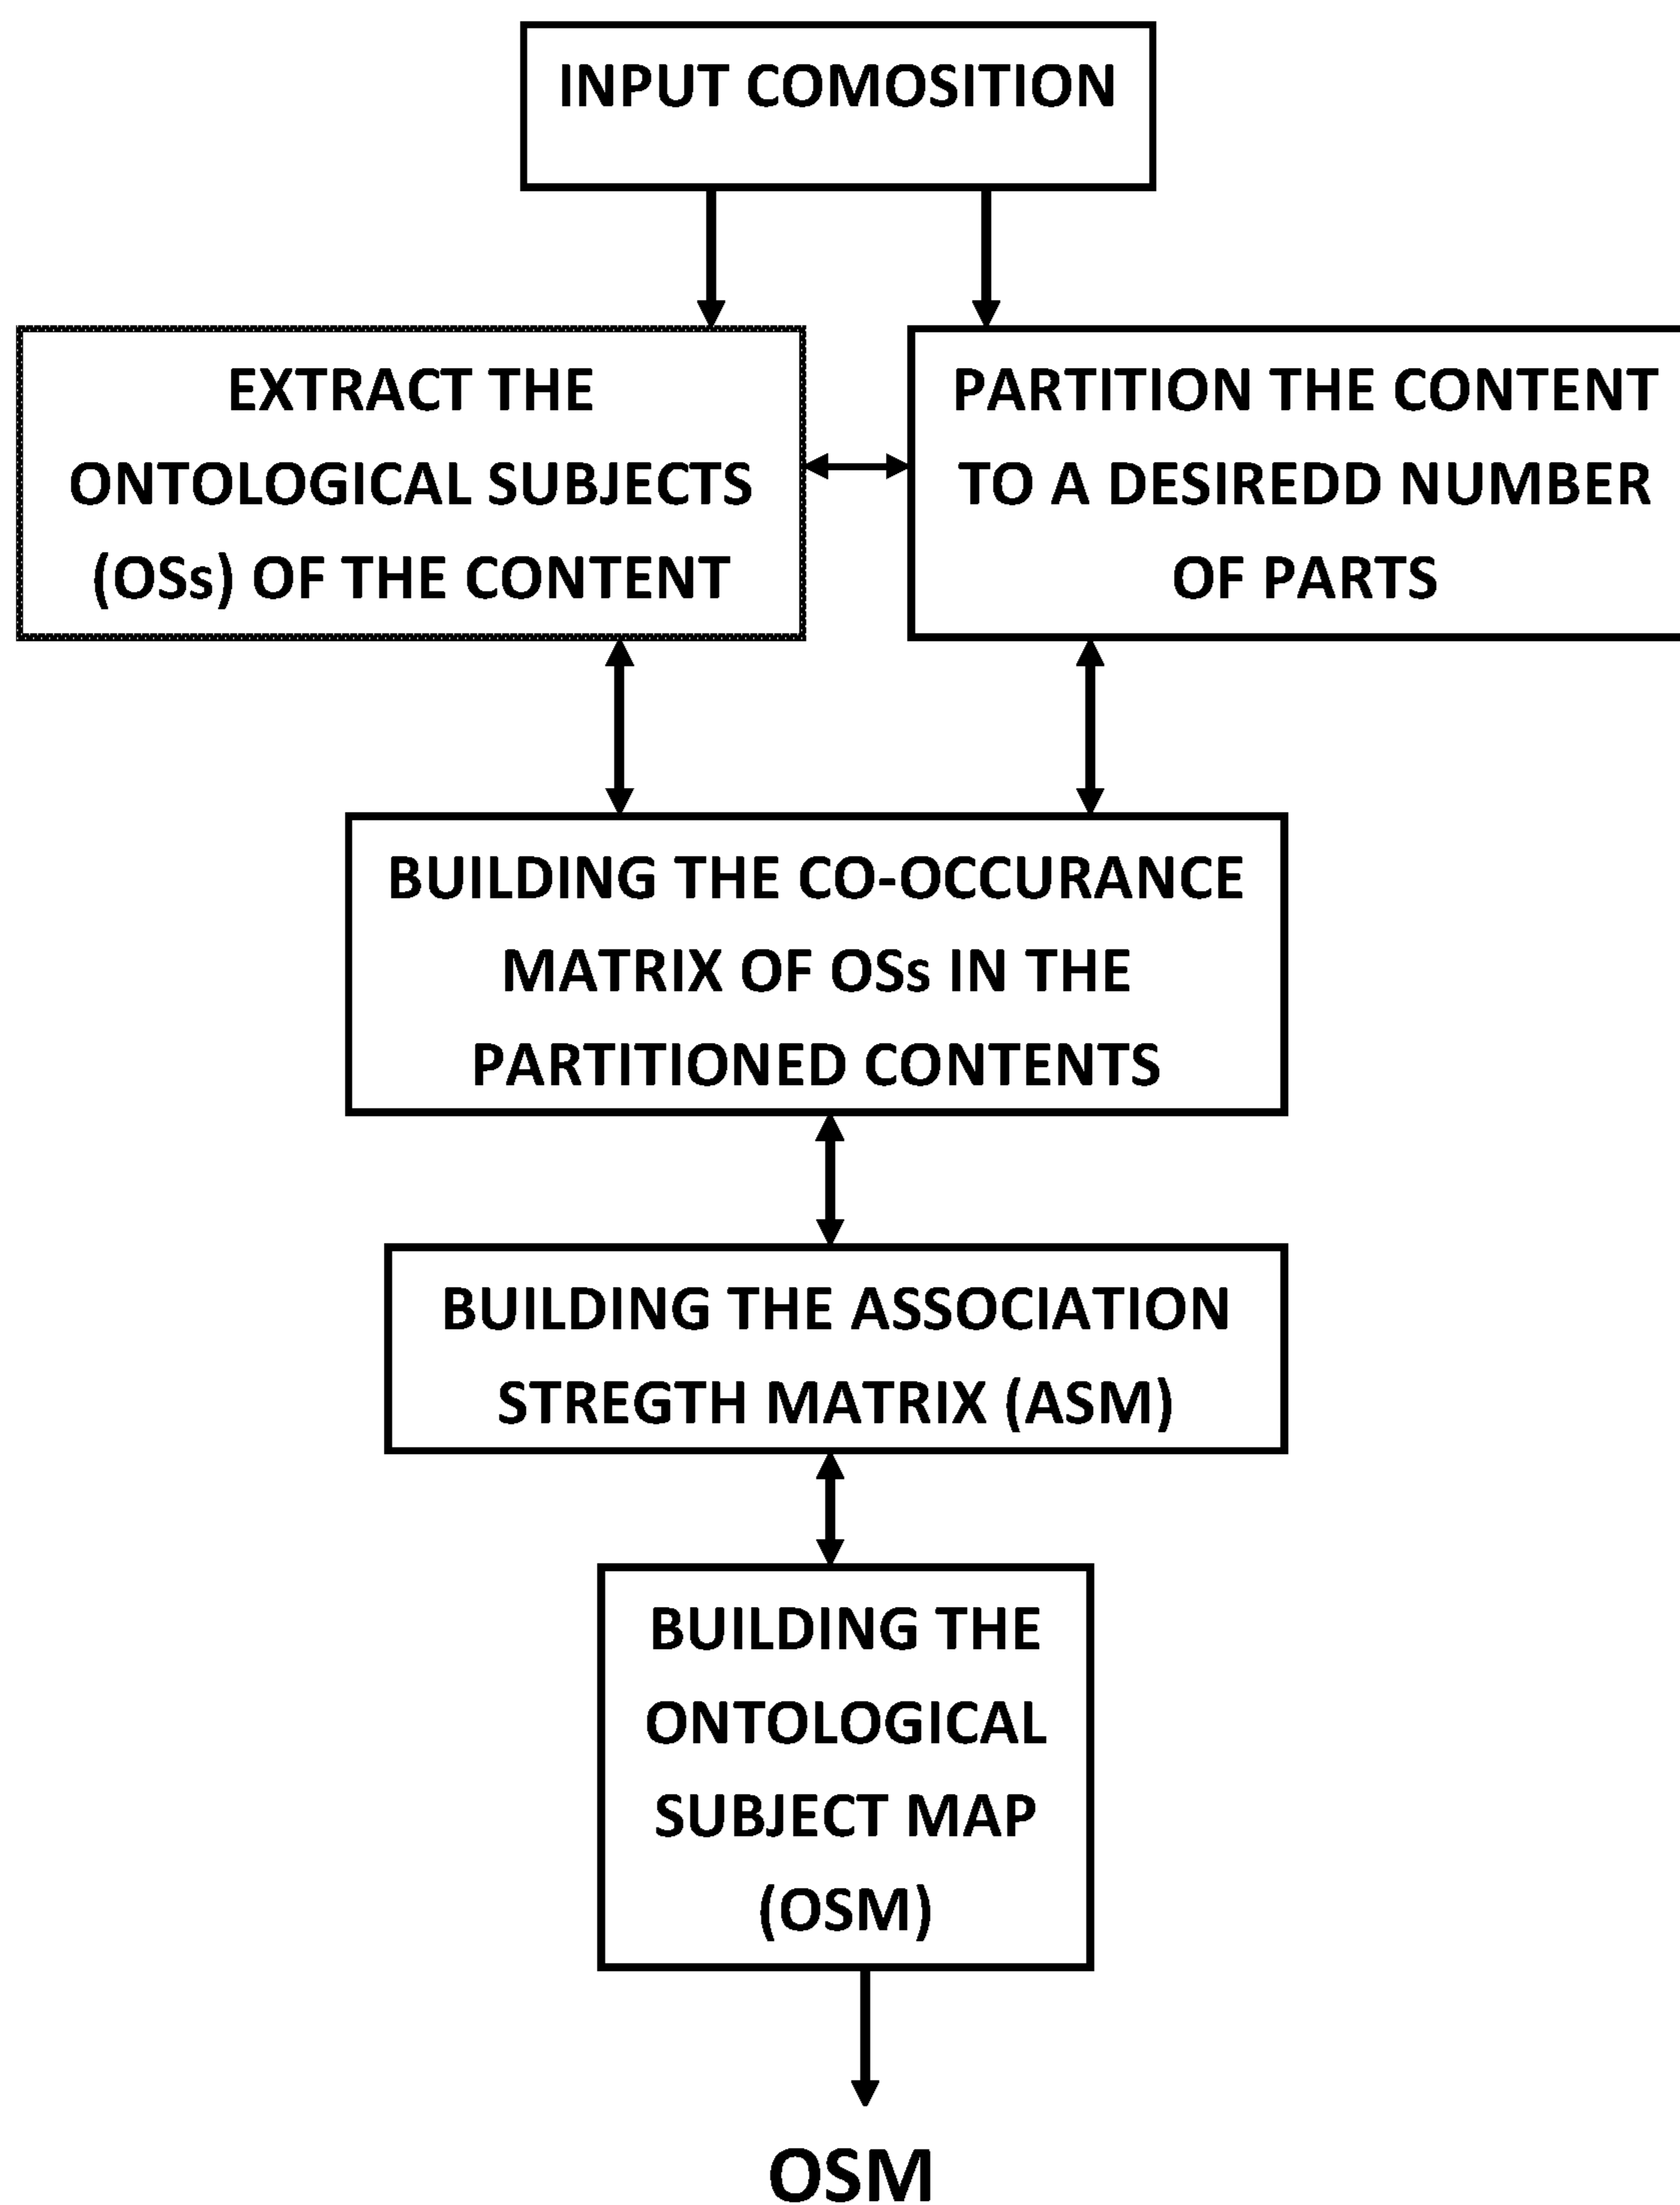 INPUT COMOSITION
EXTRACT THE
ONTOLOGICAL SUBJECTS
(OSs) OF THE CONTENT
PARTITION THE CONTENT
TO A DESIREDD NUMBER
OF PARTS
BUILDING THE CO-OCCURANCE
MATRIX OF OSs IN THE
PARTITIONED CONTENTS
BUILDING THE ASSOCIATION
STREGTH MATRIX (ASM)
BUILDING THE
ONTOLOGICAL
SUBJECT MAP
(OSM)
OSM